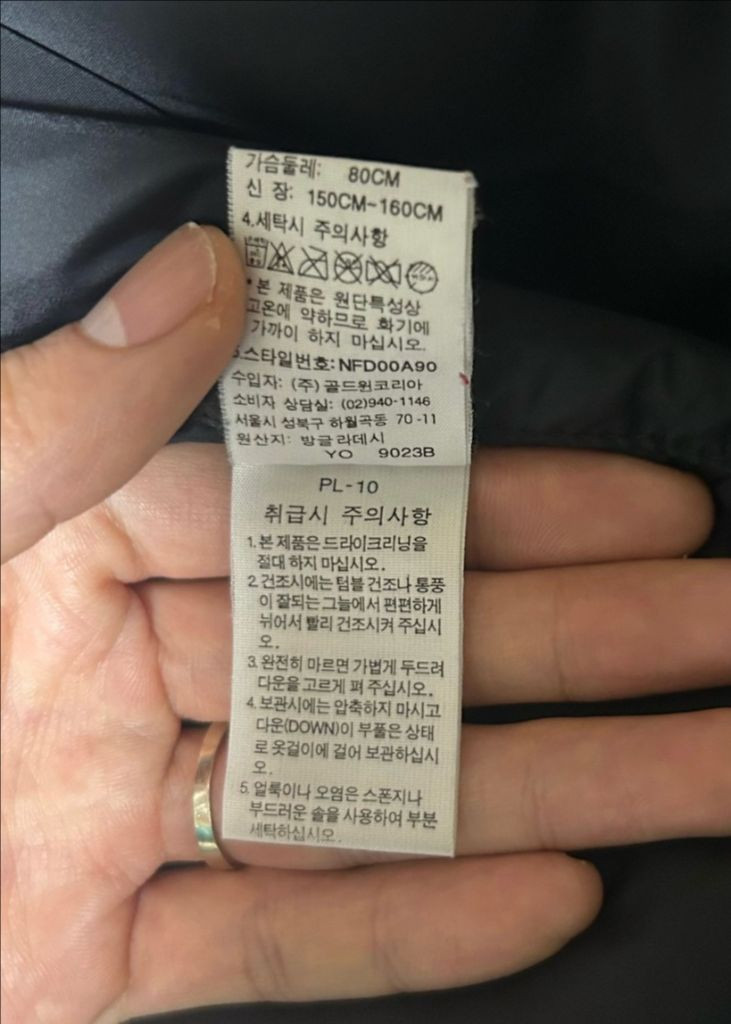 가슴둘레: 80CM
신 장: 150CM~160CM
4.세탁시 주의사항
* 본 제품은 원단특성상
고온에 약하므로 화기에
가까이 하지 마십시오.
스타일번호: NFD00A90
수입자: (주) 골드윈코리아
소비자 상담실: (02)940-1146
서울시 성북구 하월곡동 70-11
원산지: 방글라데시
YO 9023B
PL-10
취급시 주의사항
1. 본 제품은 드라이크리닝을
절대 하지 마십시오.
2. 건조시에는 텀블 건조나 통풍
이 잘되는 그늘에서 편편하게
뉘어서 빨리 건조시켜 주십시
오.
3. 완전히 마르면 가볍게 두드려
다운을 고르게 펴 주십시오.
4. 보관시에는 압축하지 마시고
다운(DOWN)이 부풀은 상태
로 옷걸이에 걸어 보관하십시
오.
5. 얼룩이나 오염은 스폰지나
부드러운 솔을 사용하여 부분
세탁하십시오.